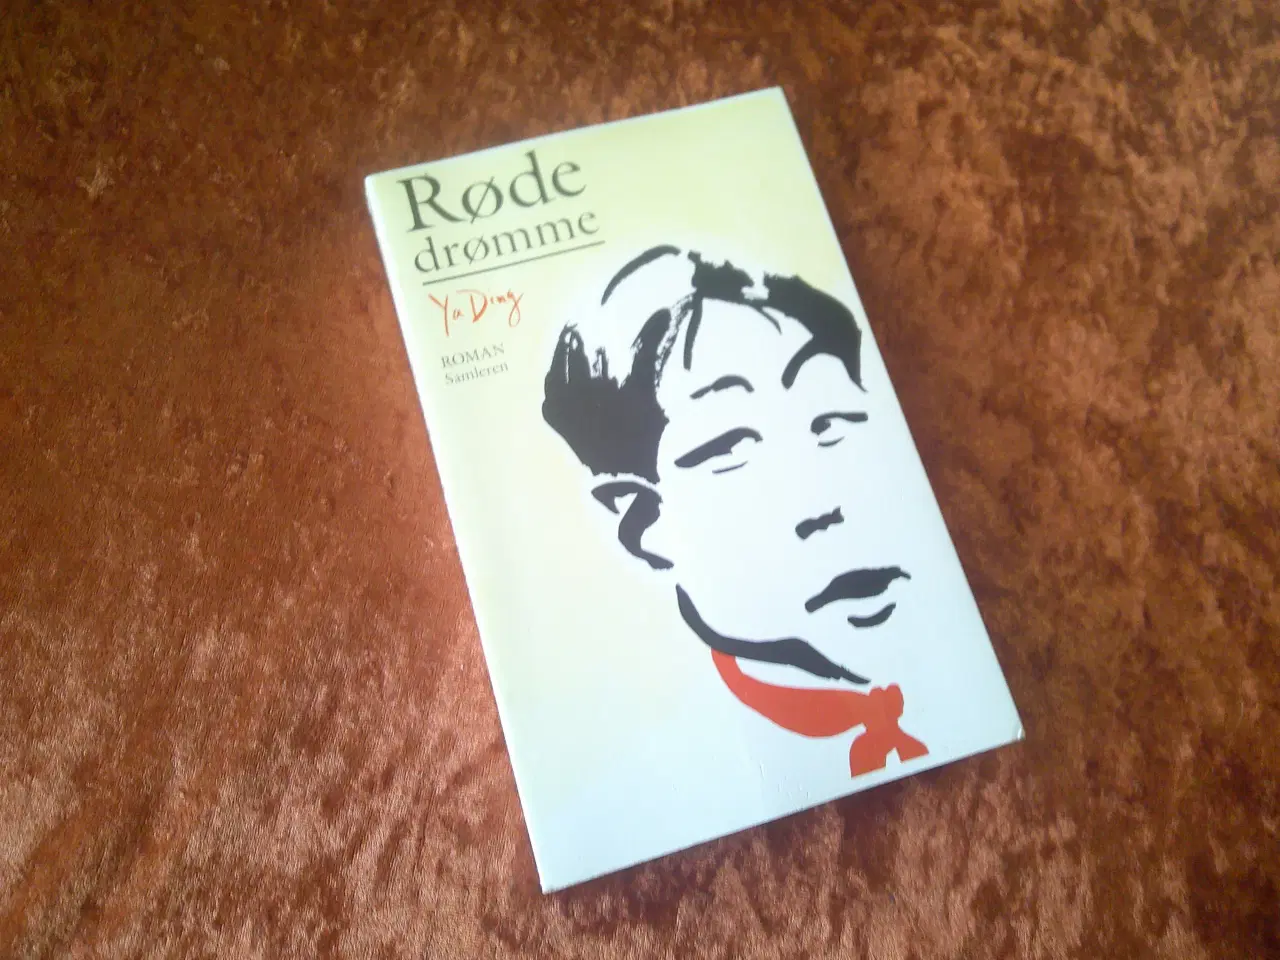 Røde
drømme
Ya Ding
ROMAN
Samleren